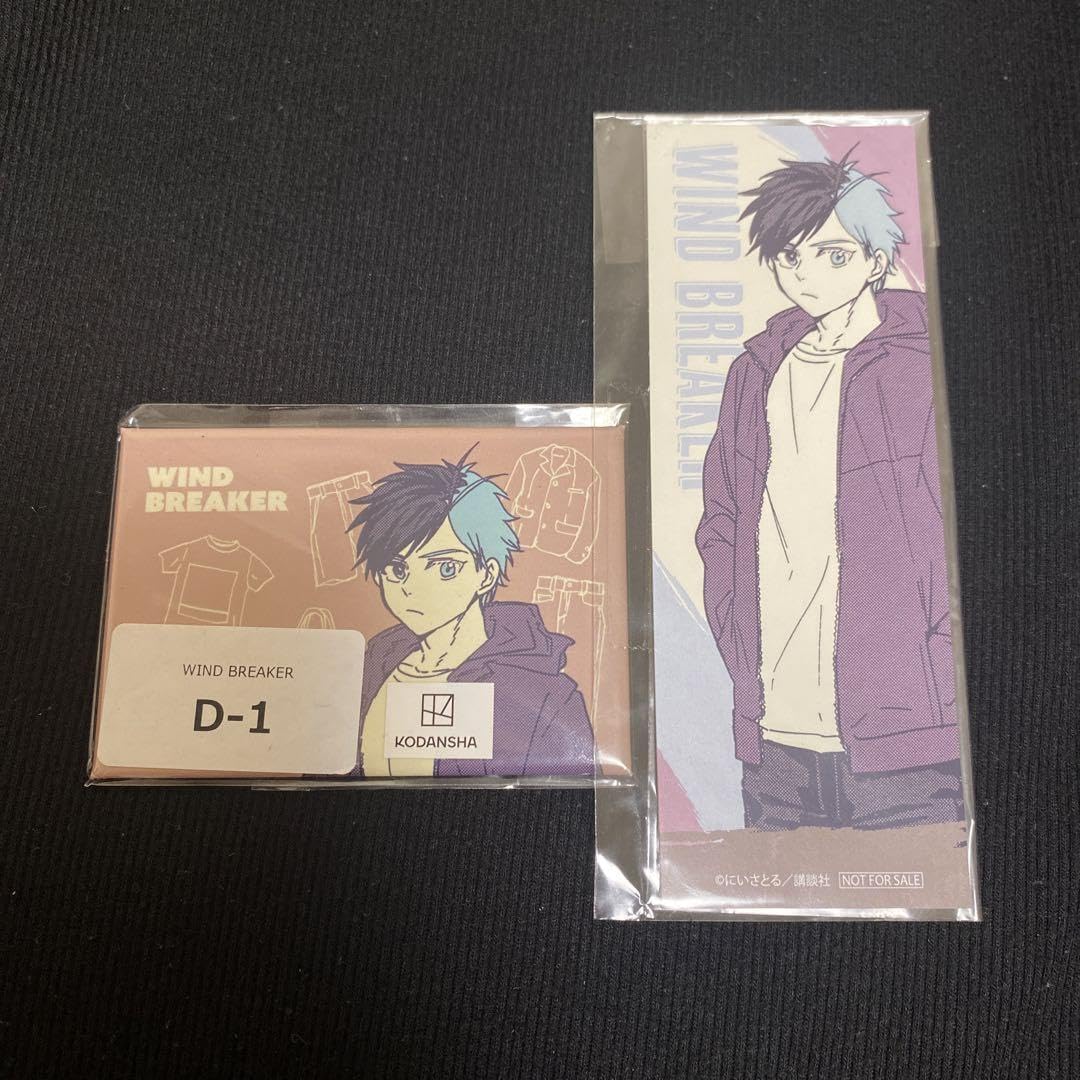 WIND
BREAKER
WIND BREAKER
D-1
KODANSHA
WIND BREAKER
©にいさとる/講談社 NOT FOR SALE